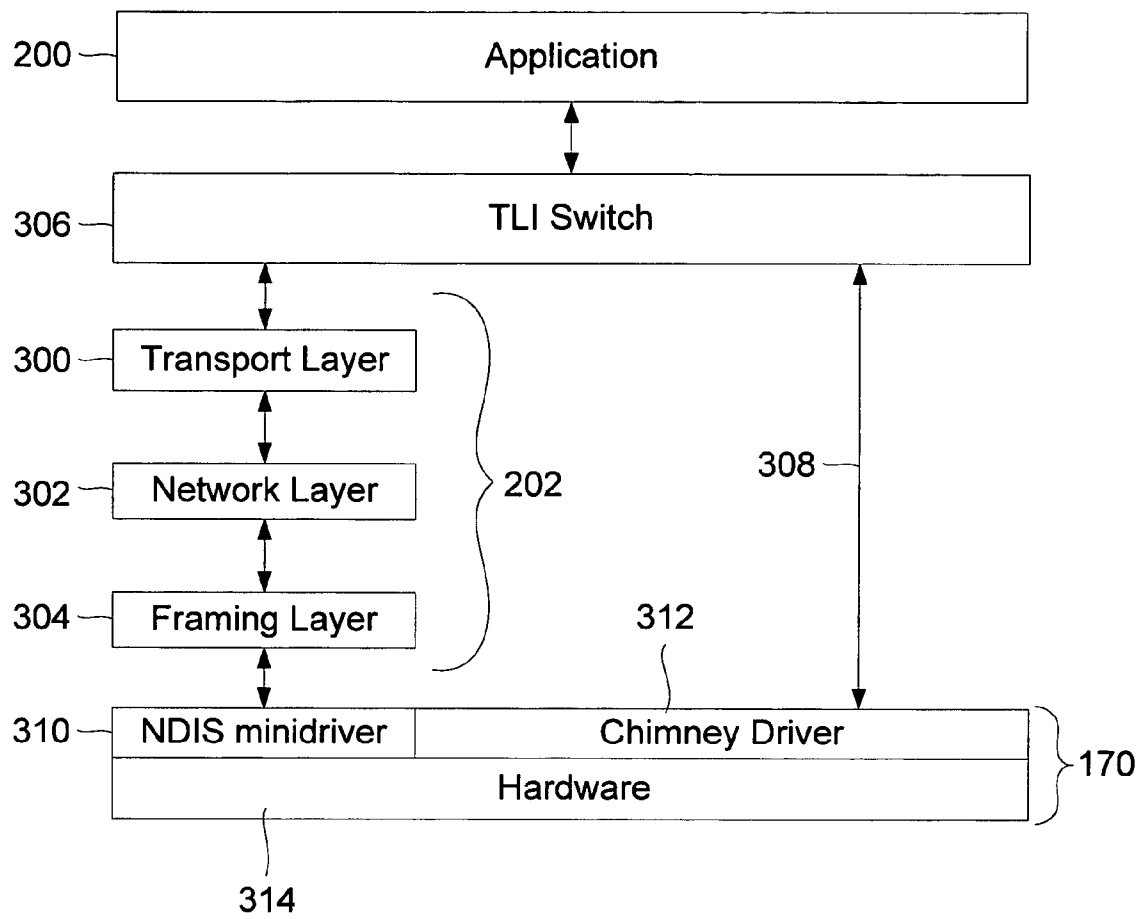 200
Application
306
TLI Switch
300
Transport Layer
302
Network Layer
202
308
304
Framing Layer
312
310
NDIS minidriver
Chimney Driver
170
Hardware
314